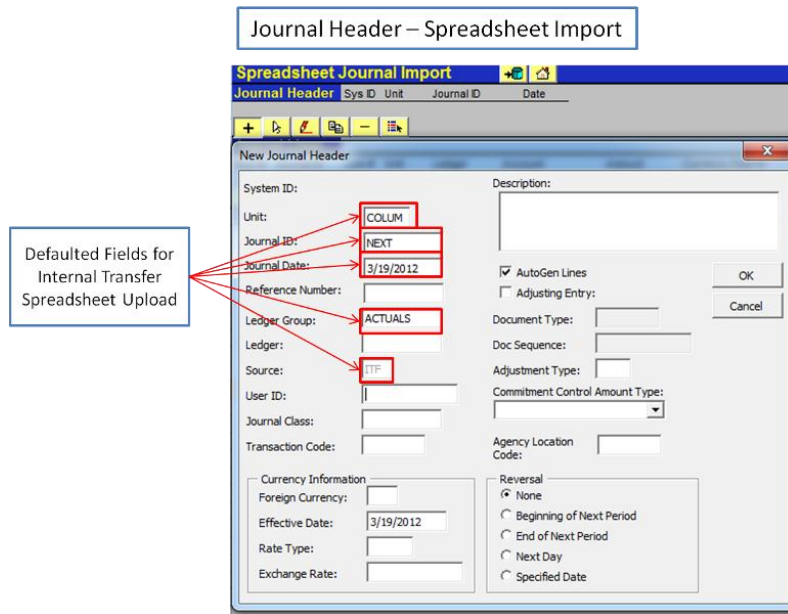 Journal Header – Spreadsheet Import
Spreadsheet Journal Import
Journal Header Sys ID Unit Journal ID Date
New Journal Header
Defaulted Fields for
Internal Transfer
Spreadsheet Upload
System ID:
Unit: COLUM
Journal ID: NEXT
Journal Date: 3/19/2012
Reference Number:
Ledger Group: ACTUALS
Ledger:
Source: ITF
User ID:
Journal Class:
Transaction Code:
Currency Information
Foreign Currency:
Effective Date: 3/19/2012
Rate Type:
Exchange Rate:
Description:
AutoGen Lines
Adjusting Entry:
OK
Cancel
Document Type:
Doc Sequence:
Adjustment Type:
Commitment Control Amount Type:
Agency Location
Code:
Reversal
None
Beginning of Next Period
End of Next Period
Next Day
Specified Date